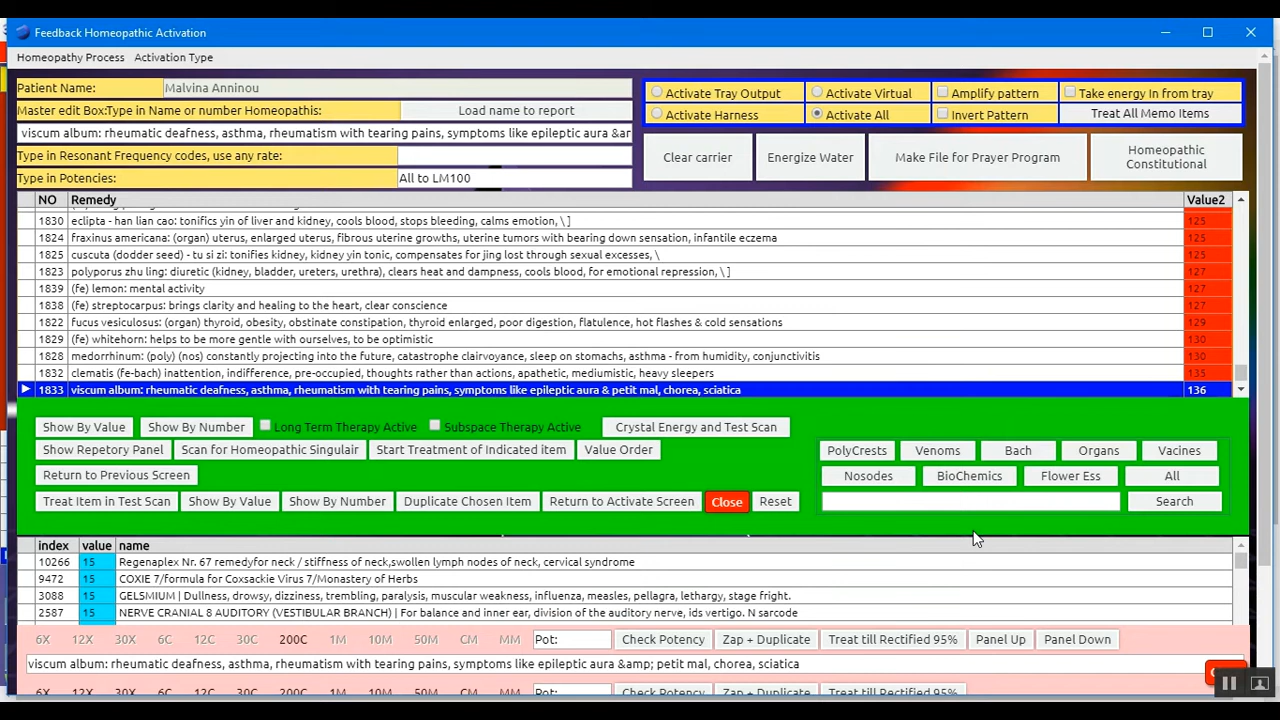 Feedback Homeopathic Activation
Homeopathy Process Activation Type
Patient Name: Malvina Anninou
Master edit Box:Type in Name or number Homeopathis: Load name to report
viscum album: rheumatic deafness, asthma, rheumatism with tearing pains, symptoms like epileptic aura &ar
Type in Resonant Frequency codes, use any rate:
Type in Potencies: All to LM100
Activate Tray Output Activate Virtual Amplify pattern Take energy In from tray
Activate Harness Activate All Invert Pattern Treat All Memo Items
Clear carrier Energize Water Make File for Prayer Program Homeopathic
Constitutional
NO Remedy Value2
1830 eclipta - han lian cao: tonifics yin of liver and kidney, cools blood, stops bleeding, calms emotion, \ ] 125
1824 fraxinus americana: (organ) uterus, enlarged uterus, fibrous uterine growths, uterine tumors with bearing down sensation, infantile eczema 125
1825 cuscuta (dodder seed) - tu si zi: tonifies kidney, kidney yin tonic, compensates for jing lost through sexual excesses, \ 125
1823 polyporus zhu ling: diuretic (kidney, bladder, ureters, urethra), clears heat and dampness, cools blood, for emotional repression, \ ] 127
1839 (fe) lemon: mental activity 127
1838 (fe) streptocarpus: brings clarity and healing to the heart, clear conscience 127
1822 fucus vesiculosus: (organ) thyroid, obesity, obstinate constipation, thyroid enlarged,poor digestion, flatulence, hot flashes & cold sensations 129
1829 (fe) whitehorn: helps to be more gentle with ourselves, to be optimistic 130
1828 medorrhinum: (poly) (nos) constantly projecting into the future, catastrophe clairvoyance, sleep on stomachs, asthma - from humidity, conjunctivitis 130
1832 clematis (fe-bach) inattention, indifference, pre-occupied, thoughts rather than actions, apathetic, mediumistic, heavy sleepers 135
1833 viscum album: rheumatic deafness, asthma, rheumatism with tearing pains, symptoms like epileptic aura & petit mal, chorea, sciatica 136
Show By Value Show By Number Long Term Therapy Active Subspace Therapy Active Crystal Energy and Test Scan
Show Repetory Panel Scan for Homeopathic Singulair Start Treatment of Indicated item Value Order PolyCrests Venoms Bach Organs Vacines
Return to Previous Screen Nosodes BioChemics Flower Ess All
Treat Item in Test Scan Show By Value Show By Number Duplicate Chosen Item Return to Activate Screen Close Reset Search
index value name
10266 15 Regenaplex Nr. 67 remedyfor neck / stiffness of neck,swollen lymph nodes of neck, cervical syndrome
9472 15 COXIE 7/formula for Coxsackie Virus 7/Monastery of Herbs
3088 15 GELSMIUM | Dullness, drowsy, dizziness, trembling, paralysis, muscular weakness, influenza, measles, pellagra, lethargy, stage fright.
2587 15 NERVE CRANIAL 8 AUDITORY (VESTIBULAR BRANCH) | For balance and inner ear, division of the auditory nerve, ids vertigo. N sarcode
6X 12X 30X 6C 12C 30C 200C 1M 10M 50M CM MM Pot: Check Potency Zap + Duplicate Treat till Rectified 95% Panel Up Panel Down
viscum album: rheumatic deafness, asthma, rheumatism with tearing pains, symptoms like epileptic aura &amp; petit mal, chorea, sciatica
6X 12X 30X 6C 12C 30C 200C 1M 10M 50M CM MM Pot: Check Potency Zap + Duplicate Treat till Rectified 95%